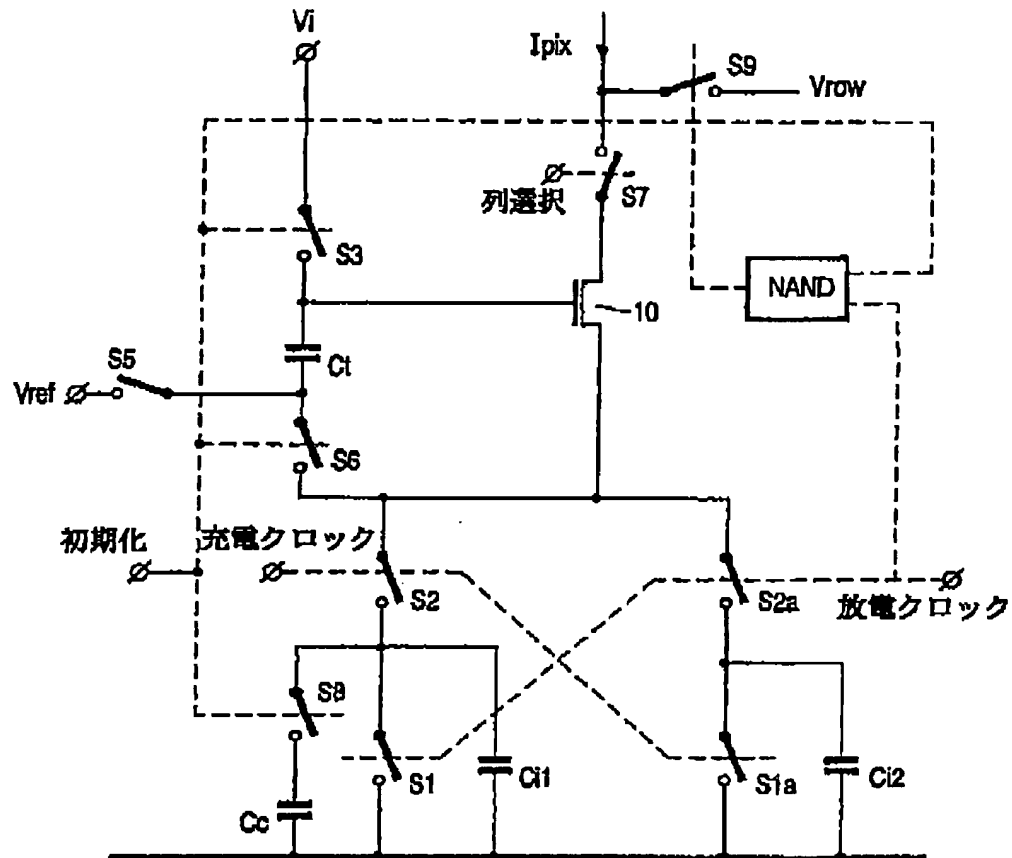 Vi
Ipix
S9
Vrow
列選択
S7
S3
NAND
10
Ct
S5
Vref
S6
初期化
充電クロック
S2
S2a
放電クロック
S8
S1
Ci1
S1a
Ci2
Cc